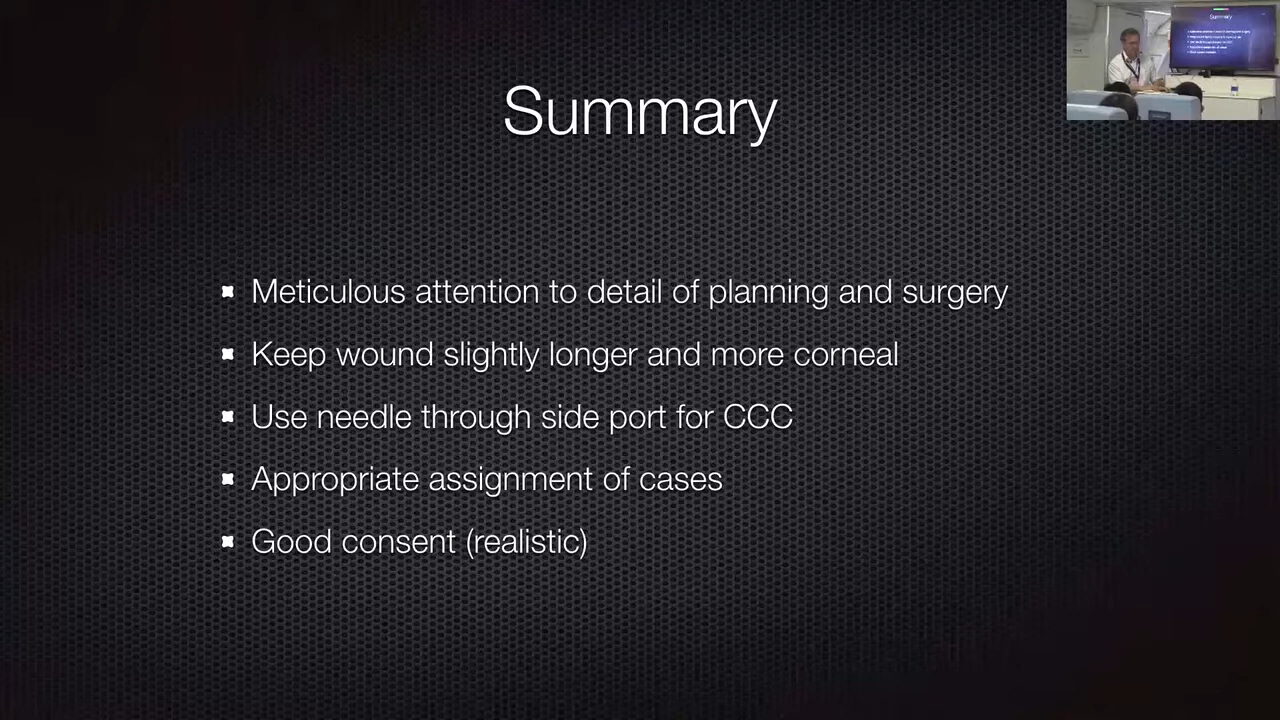 Summary
Meticulous attention to detail of planning and surgery
Keep wound slightly longer and more corneal
Use needle through side port for CCC
Appropriate assignment of cases
Good consent (realistic)
Summary